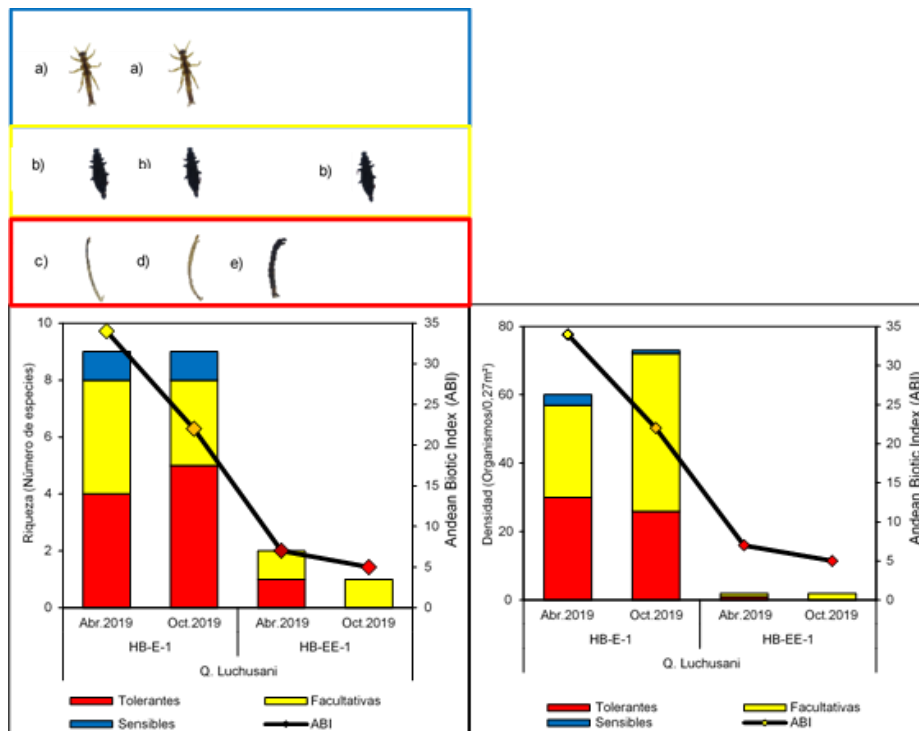 a) a)
b) b) b)
c) d) e)
10
8
6
4
2
0
Riqueza (Número de especies)
35
30
25
20
15
10
5
0
Andean Biotic Index (ABI)
Abr.2019 Oct.2019 Abr.2019 Oct.2019
HB-E-1 HB-EE-1
Q. Luchusani
Tolerantes Facultativas
Sensibles ABI
80
60
40
20
0
Densidad (Organismos/0,27m²)
35
30
25
20
15
10
5
0
Andean Biotic Index (ABI)
Abr.2019 Oct.2019 Abr.2019 Oct.2019
HB-E-1 HB-EE-1
Q. Luchusani
Tolerantes Facultativas
Sensibles ABI